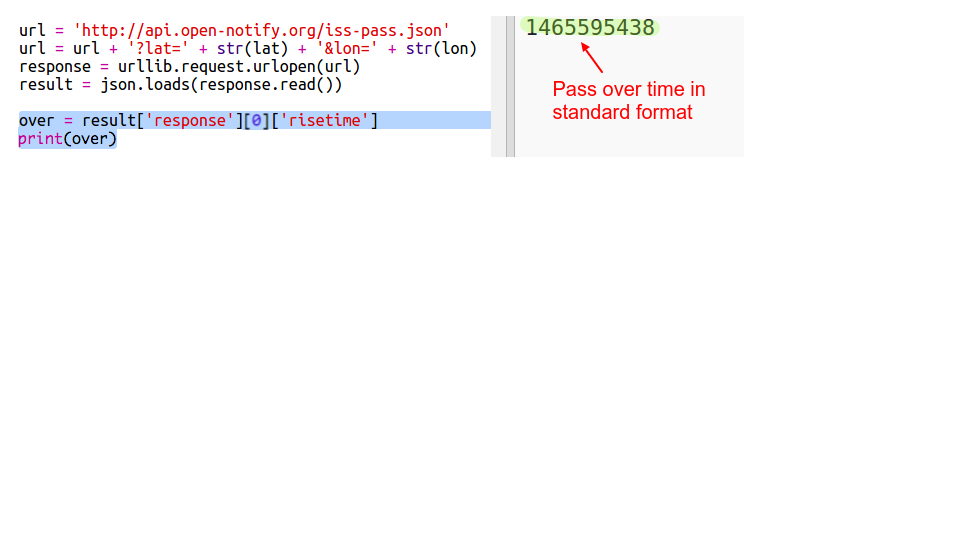 url = 'http://api.open-notify.org/iss-pass.json'
url = url + '?lat=' + str(lat) + '&lon=' + str(lon)
response = urllib.request.urlopen(url)
result = json.loads(response.read())
over = result['response'][0]['risetime']
print(over)
1465595438
Pass over time in
standard format